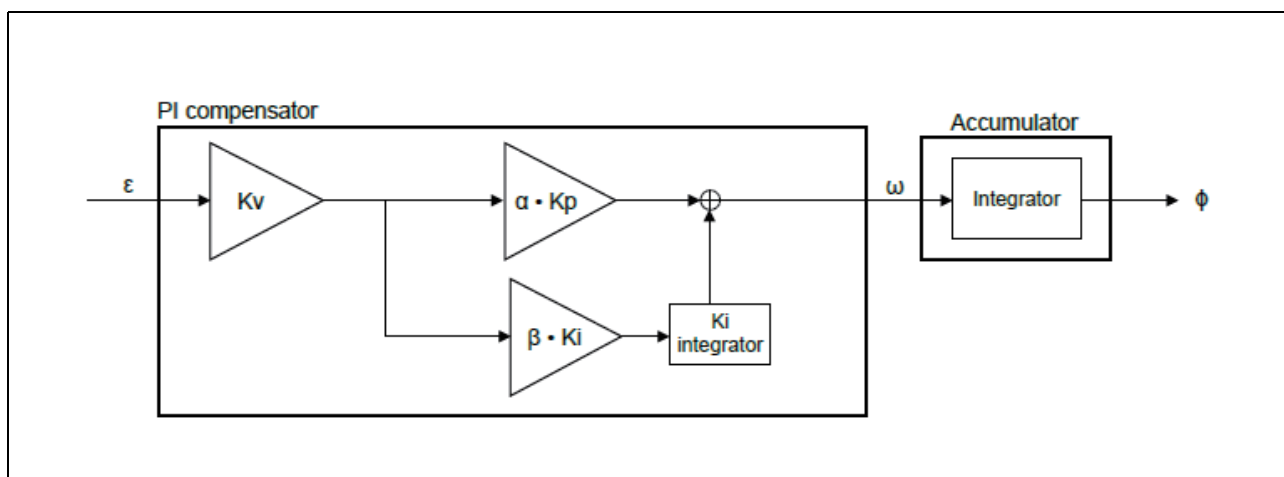 PI compensator
Accumulator
ε
Kv
α • Kp
ω
Integrator
ϕ
β • Ki
Ki
integrator